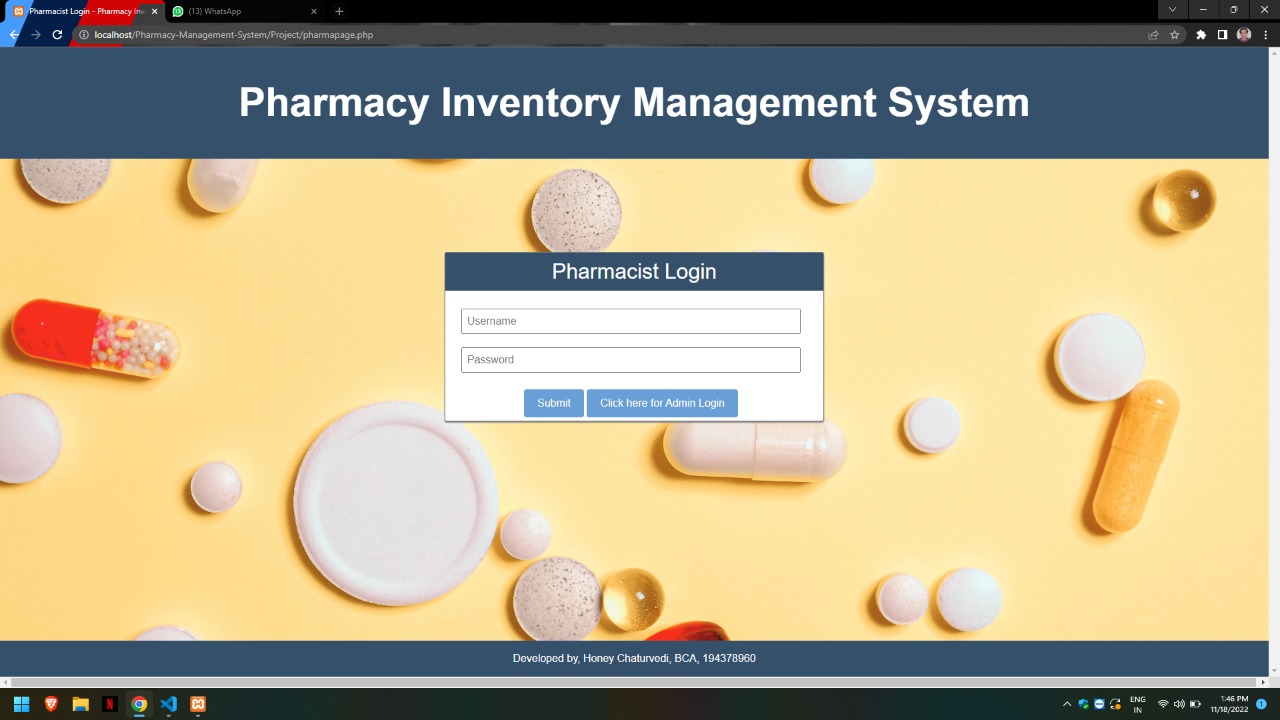 Pharmacist Login - Pharmacy Inv
(13) WhatsApp
localhost/Pharmacy-Management-System/Project/pharmapage.php
Pharmacy Inventory Management System
Pharmacist Login
Username
Password
Submit
Click here for Admin Login
Developed by, Honey Chaturvedi, BCA, 194378960
ENG
IN
1:46 PM
11/18/2022